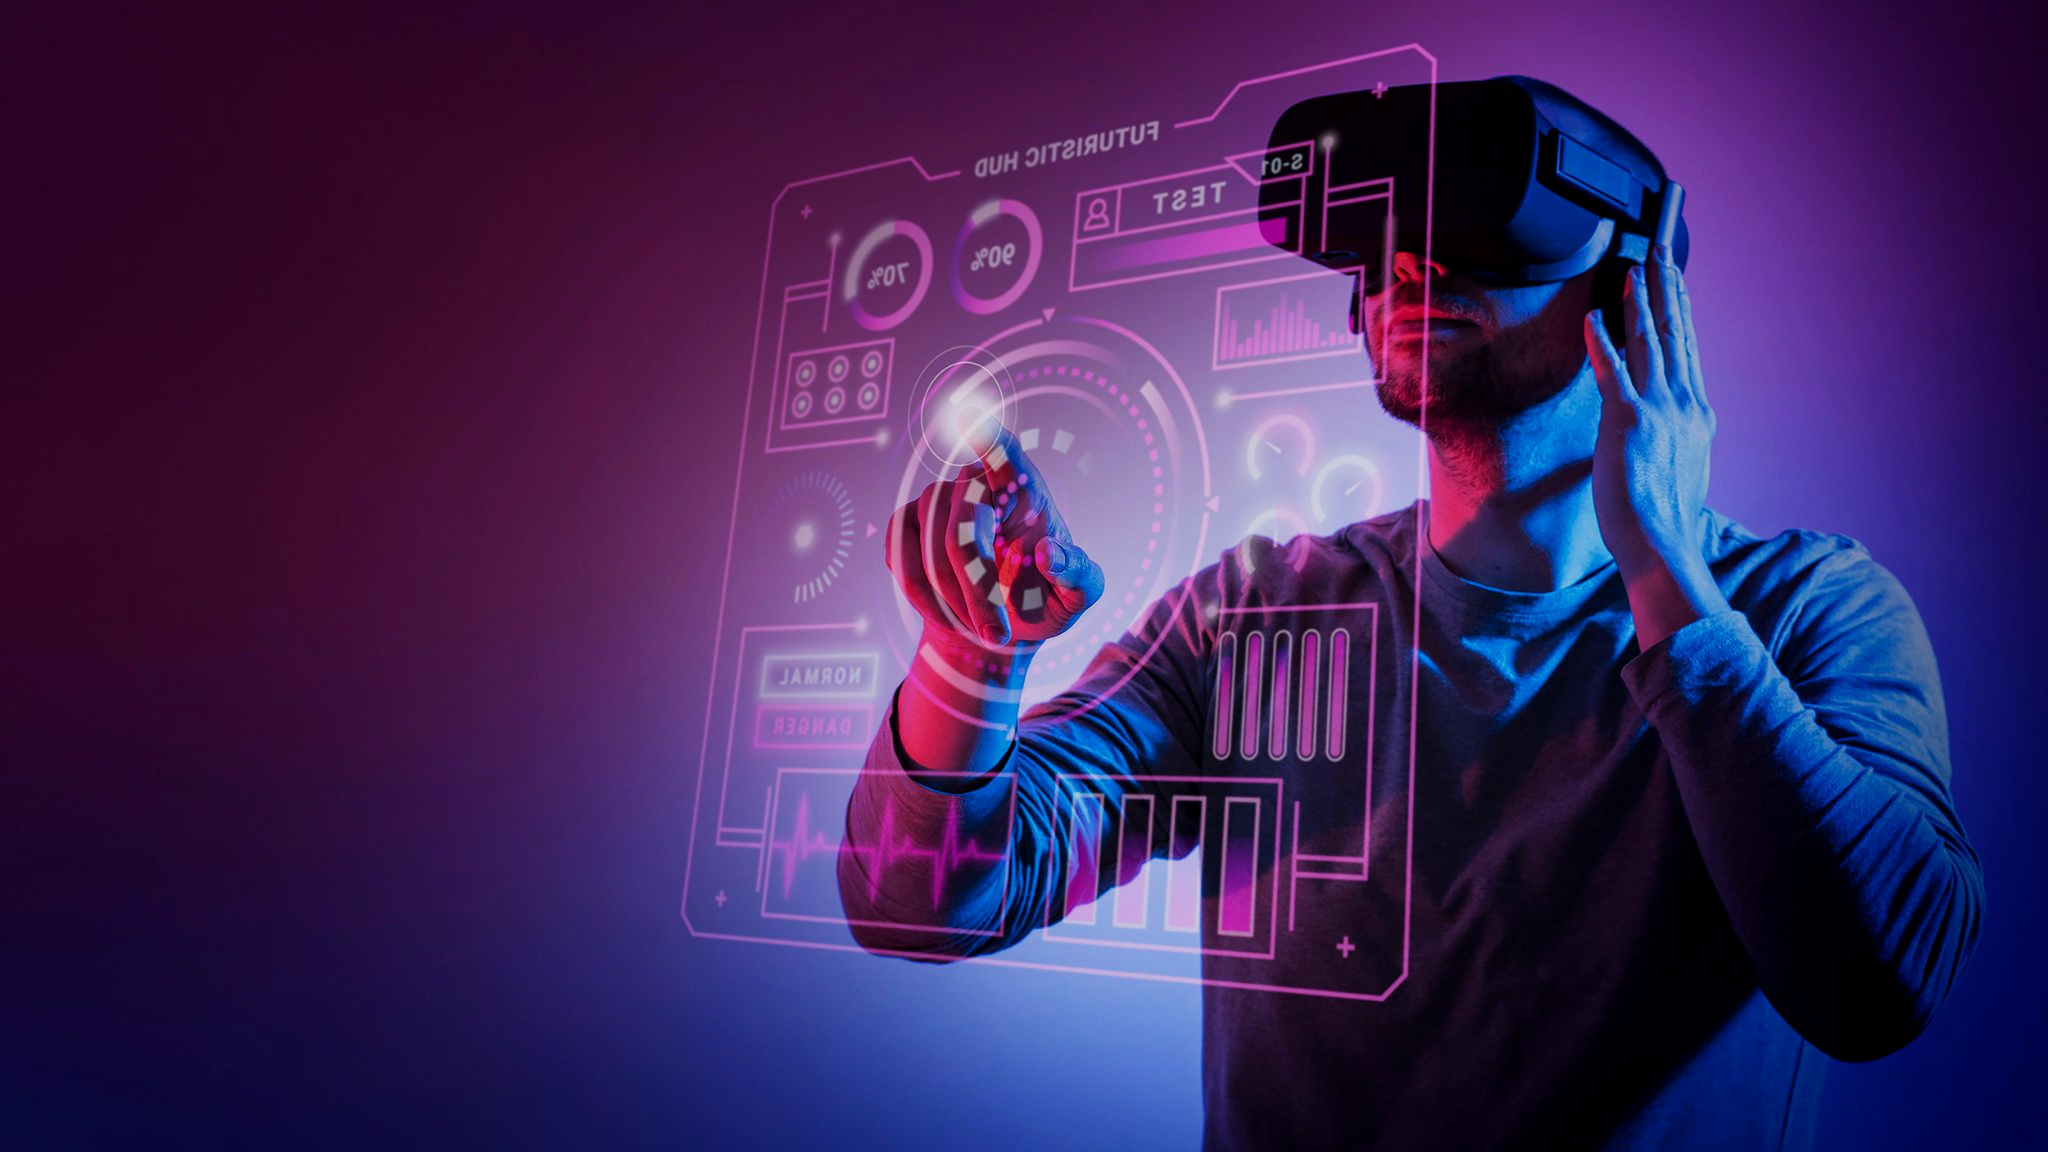 FUTURISTIC HUD
S-01
TEST
90%
70%
NORMAL
DANGER